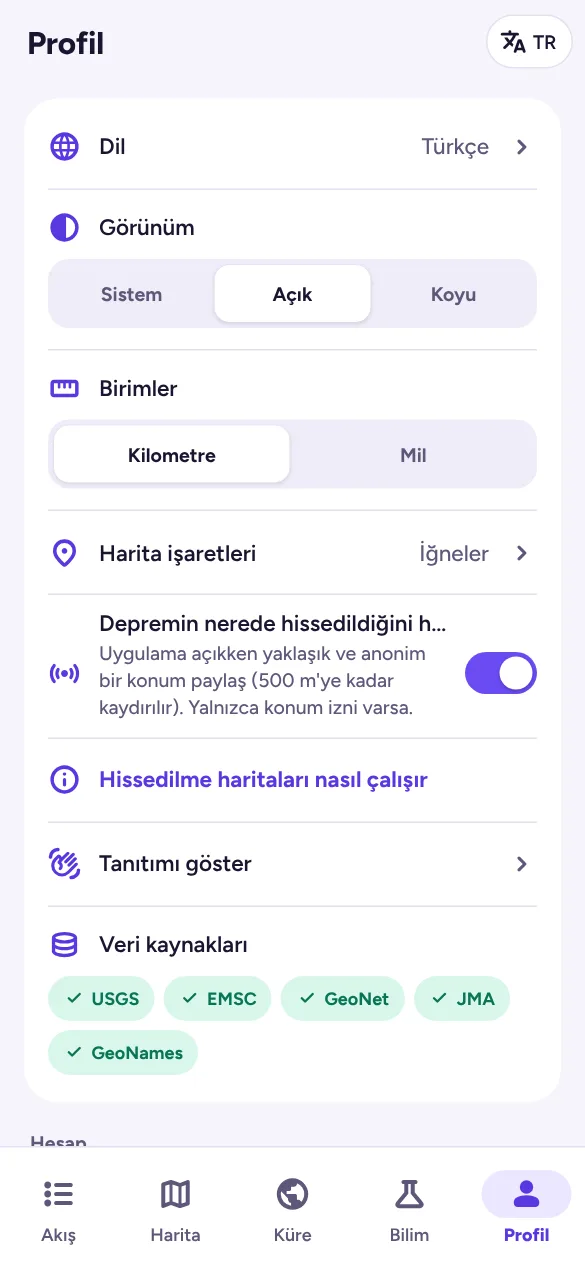 Profil
TR
Dil
Türkçe
Görünüm
Sistem
Açık
Koyu
Birimler
Kilometre
Mil
Harita işaretleri
İğneler
Depremin nerede hissedildiğini h...
Uygulama açıkken yaklaşık ve anonim
bir konum paylaş (500 m'ye kadar
kaydırılır). Yalnızca konum izni varsa.
Hissedilme haritaları nasıl çalışır
Tanıtımı göster
Veri kaynakları
USGS
EMSC
GeoNet
JMA
GeoNames
Hesap
Akış
Harita
Küre
Bilim
Profil